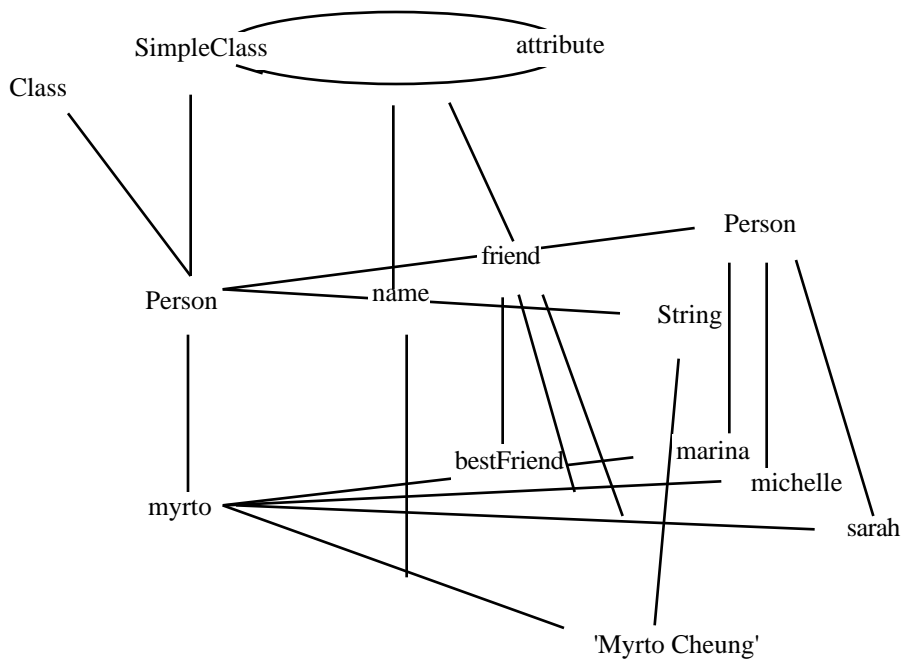 SimpleClass
attribute
Class
Person
friend
Person
name
String
bestFriend
marina
michelle
myrto
sarah
'Myrto Cheung'